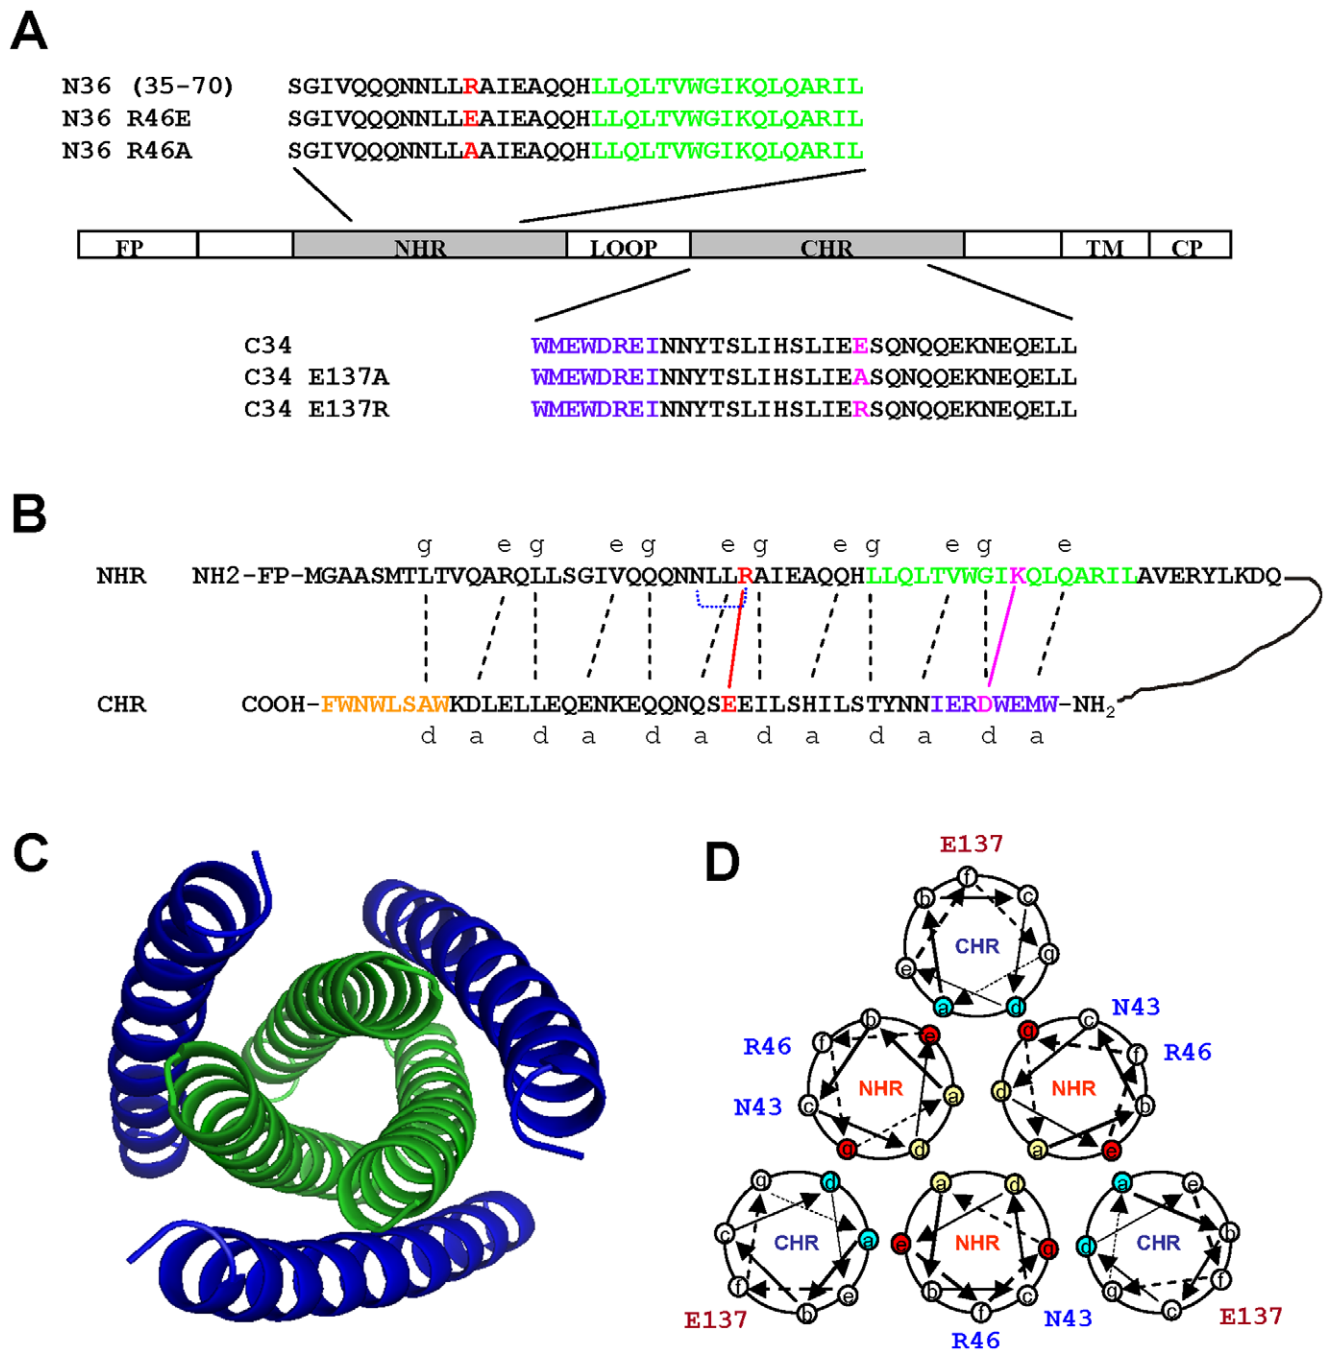 A
N36 (35-70) SGIVQQQNNLLRAIEAQQHLLQLTVWGIKQLQARIL
N36 R46E SGIVQQQNNLLEAIEAQQHLLQLTVWGIKQLQARIL
N36 R46A SGIVQQQNNLLAAIEAQQHLLQLTVWGIKQLQARIL
FP NHR LOOP CHR TM CP
C34 WMEWDREINNYTSLIHSLIEESQNQQEKNEQELL
C34 E137A WMEWDREINNYTSLIHSLIEASQNQQEKNEQELL
C34 E137R WMEWDREINNYTSLIHSLIERSQNQQEKNEQELL
B
g e g e g e g e g e g e
NHR NH2-FP-MGAASMTLTVQARQLLSGIVQQQNNLLRAIEAQQHLLQLTVWGIKQLQARILAVERYLKDQ
CHR COOH-FWNWLSAWKDLELLEQENKEQQNQSEEILSHILSTYNNIERDWEMW-NH2
d a d a d a d a d a d a
C
D
E137
f
b c
CHR
e g
a d
N43
b e g c
R46 f f R46
NHR NHR
a d
N43 c b
g d a e
g d a d a e
c CHR a e NHR g d CHR b
f e b c g f
b f c
E137 N43 E137
R46